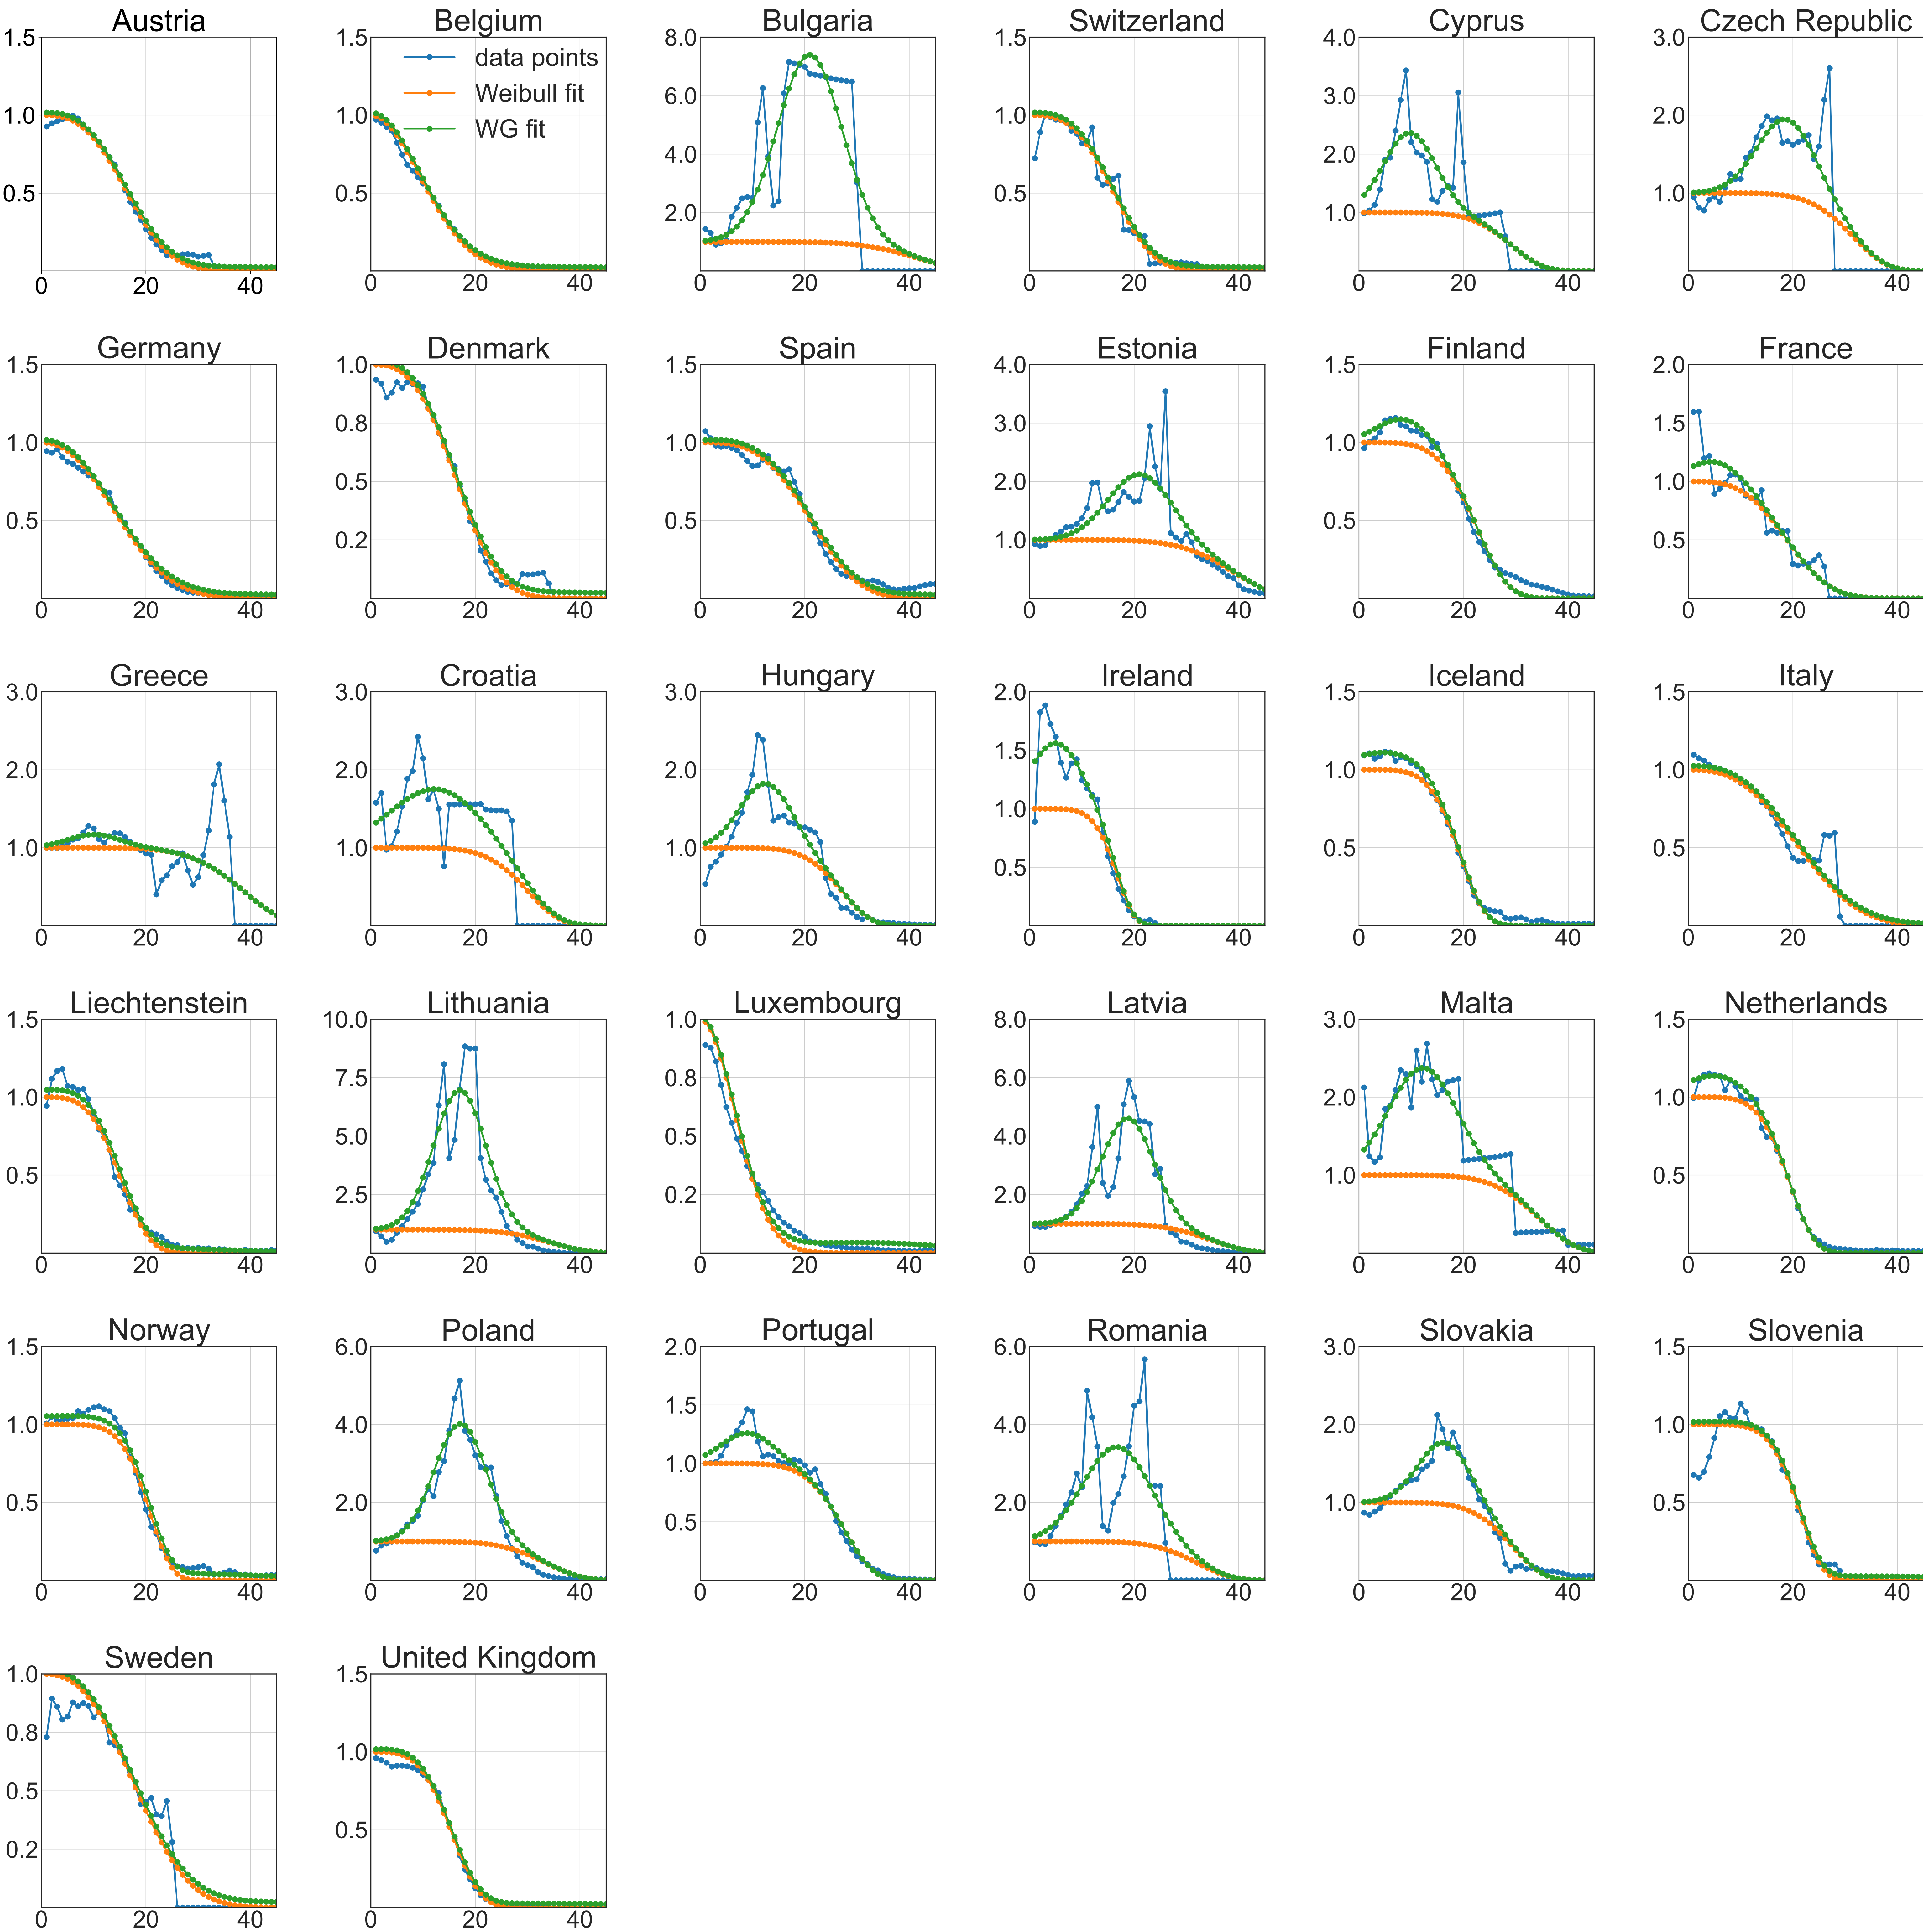 Austria Belgium Bulgaria Switzerland Cyprus Czech Republic
1.5 1.5 8.0 1.5 4.0 3.0
data points
Weibull fit
WG fit
1.0 1.0 6.0 1.0 3.0 2.0
0.5 0.5 4.0 0.5 2.0 1.0
2.0 1.0
0 20 40 0 20 40 0 20 40 0 20 40 0 20 40 0 20 40
Germany Denmark Spain Estonia Finland France
1.5 1.0 1.5 4.0 1.5 2.0
1.0 0.8 1.0 3.0 1.0 1.5
0.5 0.5 0.5 2.0 0.5 1.0
0.2 1.0 0.5
0 20 40 0 20 40 0 20 40 0 20 40 0 20 40 0 20 40
Greece Croatia Hungary Ireland Iceland Italy
3.0 3.0 3.0 2.0 1.5 1.5
2.0 2.0 2.0 1.5 1.0 1.0
1.0 1.0 1.0 1.0 0.5 0.5
0.5
0 20 40 0 20 40 0 20 40 0 20 40 0 20 40 0 20 40
Liechtenstein Lithuania Luxembourg Latvia Malta Netherlands
1.5 10.0 1.0 8.0 3.0 1.5
1.0 7.5 0.8 6.0 2.0 1.0
0.5 5.0 0.5 4.0 1.0 0.5
2.5 0.2 2.0
0 20 40 0 20 40 0 20 40 0 20 40 0 20 40 0 20 40
Norway Poland Portugal Romania Slovakia Slovenia
1.5 6.0 2.0 6.0 3.0 1.5
1.0 4.0 1.5 4.0 2.0 1.0
0.5 2.0 1.0 2.0 1.0 0.5
0.5
0 20 40 0 20 40 0 20 40 0 20 40 0 20 40 0 20 40
Sweden United Kingdom
1.0 1.5
0.8 1.0
0.5 0.5
0.2
0 20 40 0 20 40